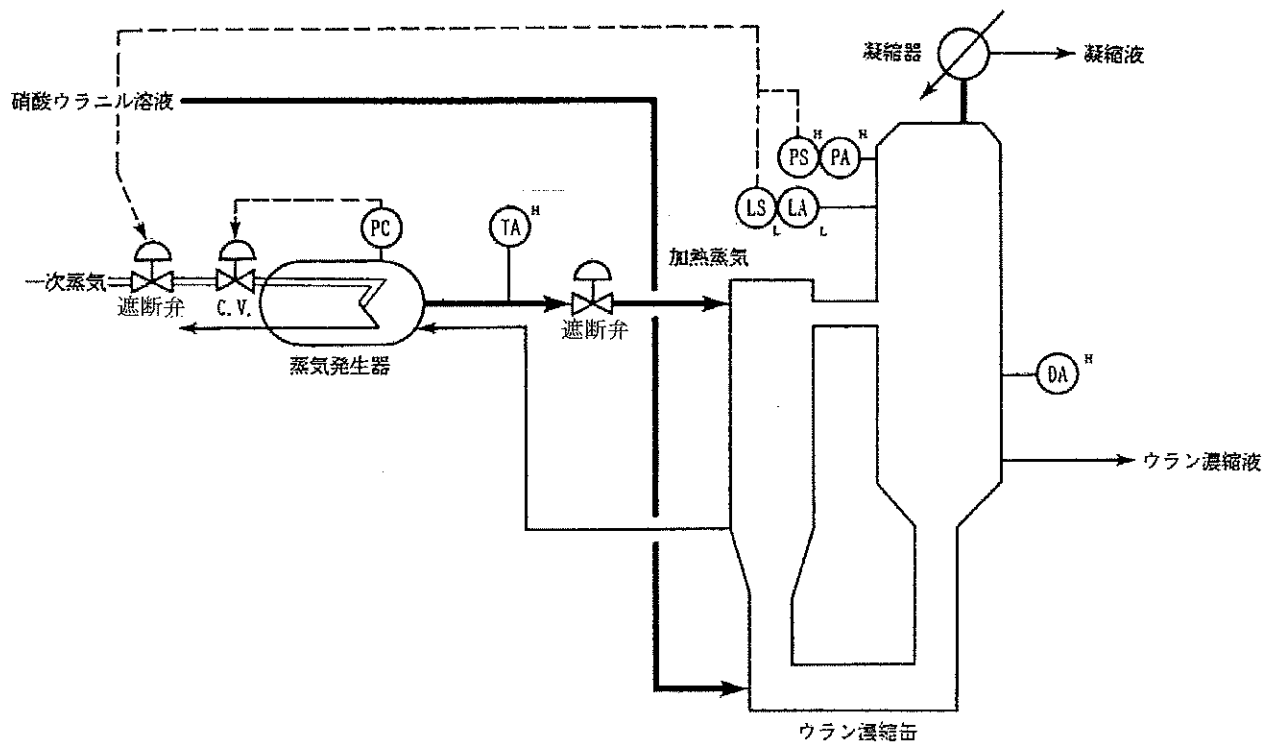 凝縮器
凝縮液
硝酸ウラニル溶液
PS
H
PA
H
LS
L
LA
L
PC
TA
H
加熱蒸気
一次蒸気
遮断弁
C.V.
遮断弁
蒸気発生器
DA
H
ウラン濃縮液
ウラン濃縮缶